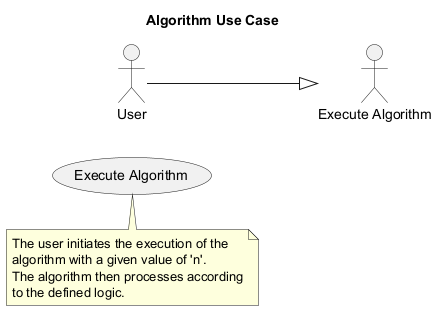 Algorithm Use Case
User
Execute Algorithm
Execute Algorithm
The user initiates the execution of the
algorithm with a given value of 'n'.
The algorithm then processes according
to the defined logic.